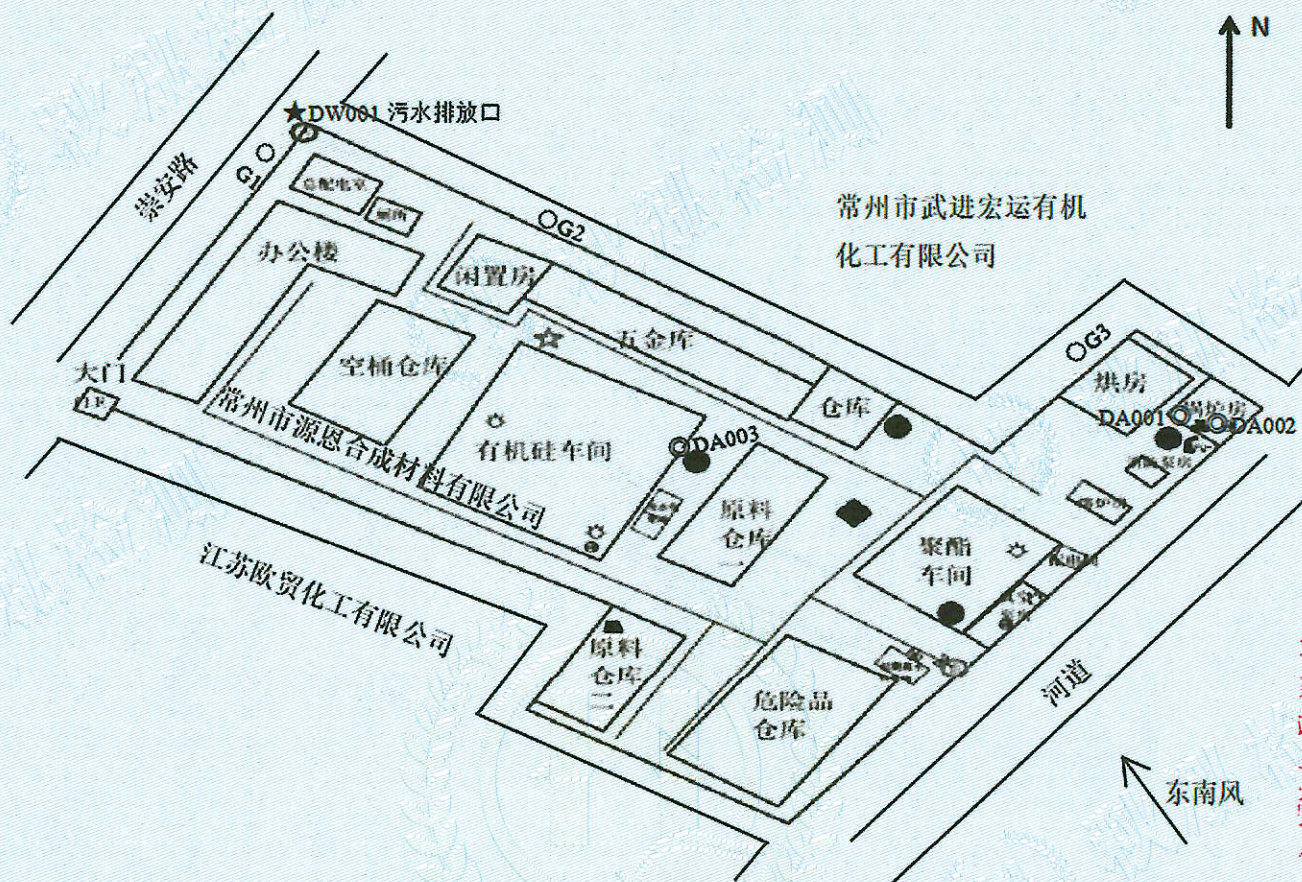 N
★DW001 污水排放口
G1
崇安路
总配电室
厕所
G2
常州市武进宏运有机
化工有限公司
办公楼
闲置房
五金库
G3
空桶仓库
大门
烘房
仓库
锅炉房
DA001
DA002
常州市源恩合成材料有限公司
有机硅车间
DA003
消防泵房
原料
仓库
一
聚酯
车间
江苏欧贸化工有限公司
原料
仓库
二
危险品
仓库
河道
东南风